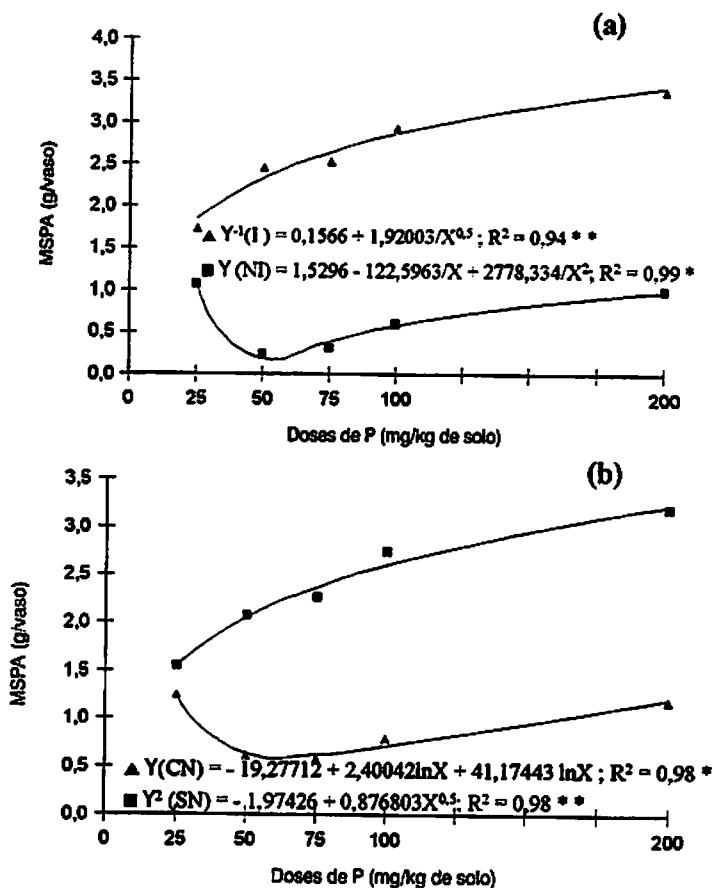 (a)
MSPA (g/vaso)
4,0
3,5
3,0
2,5
2,0
1,5
1,0
0,5
0,0
▲ Y⁻¹(I) = 0,1566 + 1,92003/X⁰,⁵ ; R² = 0,94 * *
■ Y (NI) = 1,5296 - 122,5963/X + 2778,334/X²; R² = 0,99 *
0 25 50 75 100 200
Doses de P (mg/kg de solo)
(b)
MSPA (g/vaso)
3,5
3,0
2,5
2,0
1,5
1,0
0,5
0,0
▲ Y(CN) = - 19,27712 + 2,40042lnX + 41,17443 lnX ; R² = 0,98 *
■ Y² (SN) = -1,97426 + 0,876803X⁰,⁵; R² = 0,98 * *
0 25 50 75 100 200
Doses de P (mg/kg de solo)